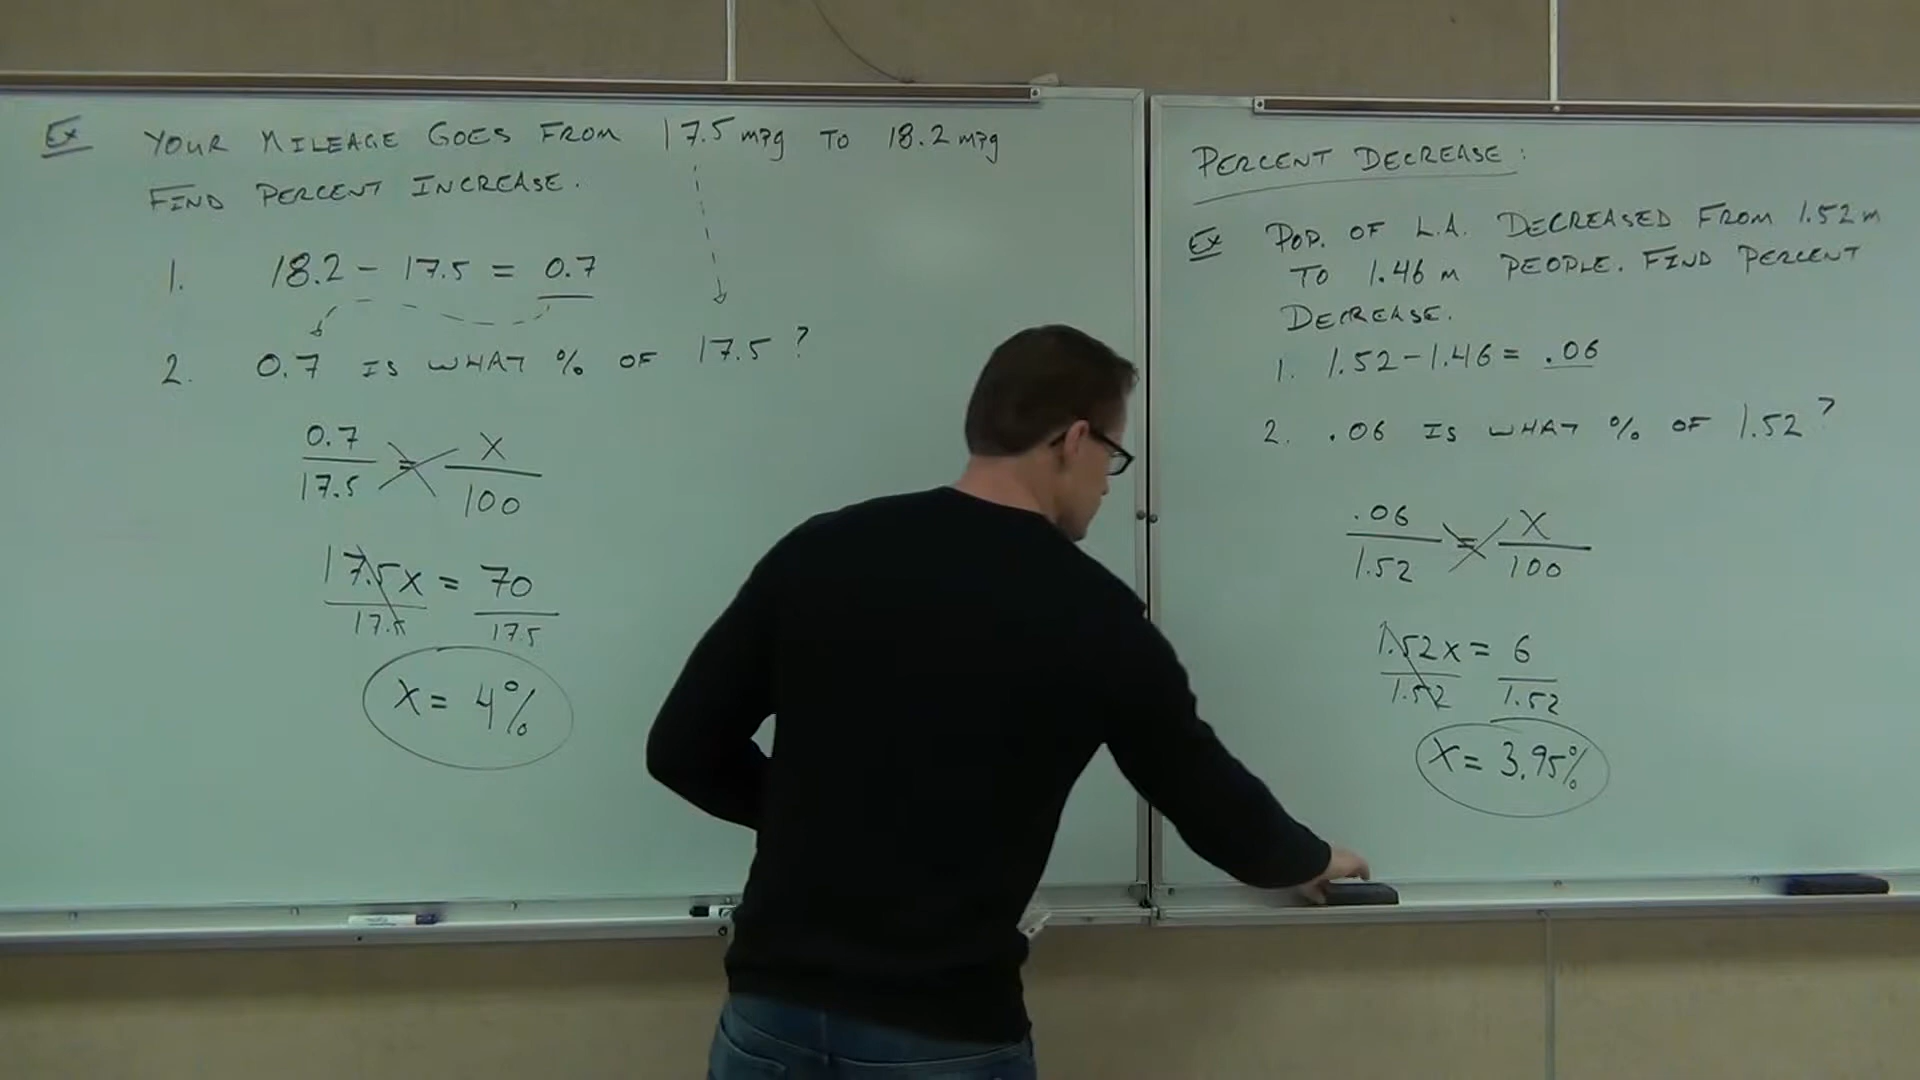 Ex YOUR MILEAGE GOES FROM 17.5 mpg TO 18.2 mpg
FIND PERCENT INCREASE.
1. 18.2 - 17.5 = 0.7
2. 0.7 IS WHAT % OF 17.5?
0.7 = X
17.5 100
17.5x = 70
17.5 17.5
X = 4%
PERCENT DECREASE:
Ex POP. OF L.A. DECREASED FROM 1.52 m
TO 1.46 m PEOPLE. FIND PERCENT
DECREASE.
1. 1.52 - 1.46 = .06
2. .06 IS WHAT % OF 1.52?
.06 = X
1.52 100
1.52x = 6
1.52 1.52
X = 3.95%